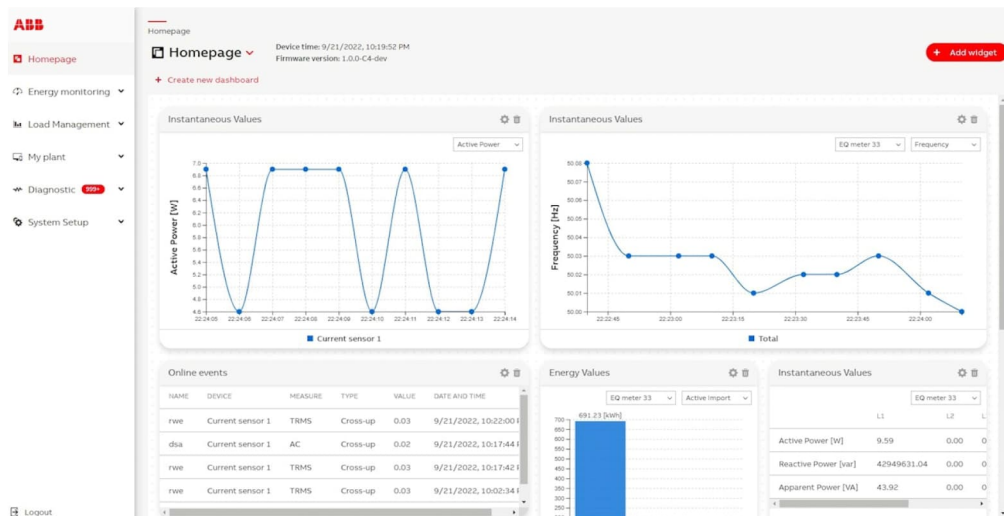 ABB
Homepage
Energy monitoring
Load Management
My plant
Diagnostic 999+
System Setup
Logout
Homepage
Homepage
Device time: 9/21/2022, 10:19:52 PM
Firmware version: 1.0.0-C4-dev
+ Add widget
+ Create new dashboard
Instantaneous Values
Active Power
Active Power [W]
7.0
6.8
6.6
6.4
6.2
6.0
5.8
5.6
5.4
5.2
5.0
4.8
4.6
22:24:05 22:24:06 22:24:07 22:24:08 22:24:09 22:24:10 22:24:11 22:24:12 22:24:13 22:24:14
Current sensor 1
Instantaneous Values
EQ meter 33 Frequency
Frequency [Hz]
50.08
50.07
50.06
50.05
50.04
50.03
50.02
50.01
50.00
22:22:45 22:23:00 22:23:15 22:23:30 22:23:45 22:24:00
Total
Online events
NAME DEVICE MEASURE TYPE VALUE DATE AND TIME
rwe Current sensor 1 TRMS Cross-up 0.03 9/21/2022, 10:22:00
dsa Current sensor 1 AC Cross-up 0.02 9/21/2022, 10:17:44
rwe Current sensor 1 TRMS Cross-up 0.03 9/21/2022, 10:17:42
rwe Current sensor 1 TRMS Cross-up 0.03 9/21/2022, 10:02:34
Energy Values
EQ meter 33 Active Import
691.23 [kWh]
700
650
600
550
500
450
400
350
300
250
Instantaneous Values
EQ meter 33
L1 L2 L
Active Power [W] 9.59 0.00 0
Reactive Power [var] 42949631.04 0.00 0
Apparent Power [VA] 43.92 0.00 0